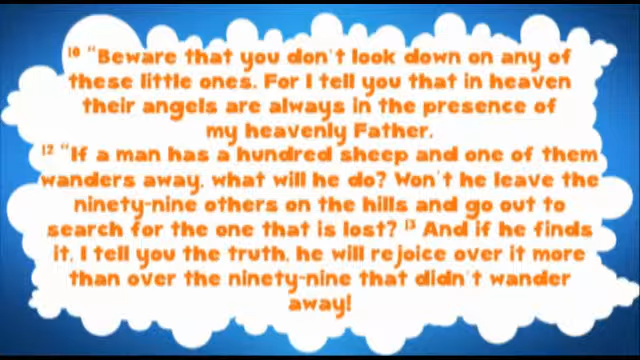 10 “Beware that you don't look down on any of
these little ones. For I tell you that in heaven
their angels are always in the presence of
my heavenly Father.
12 “If a man has a hundred sheep and one of them
wanders away, what will he do? Won't he leave the
ninety-nine others on the hills and go out to
search for the one that is lost? 13 And if he finds
it, I tell you the truth, he will rejoice over it more
than over the ninety-nine that didn't wander
away!